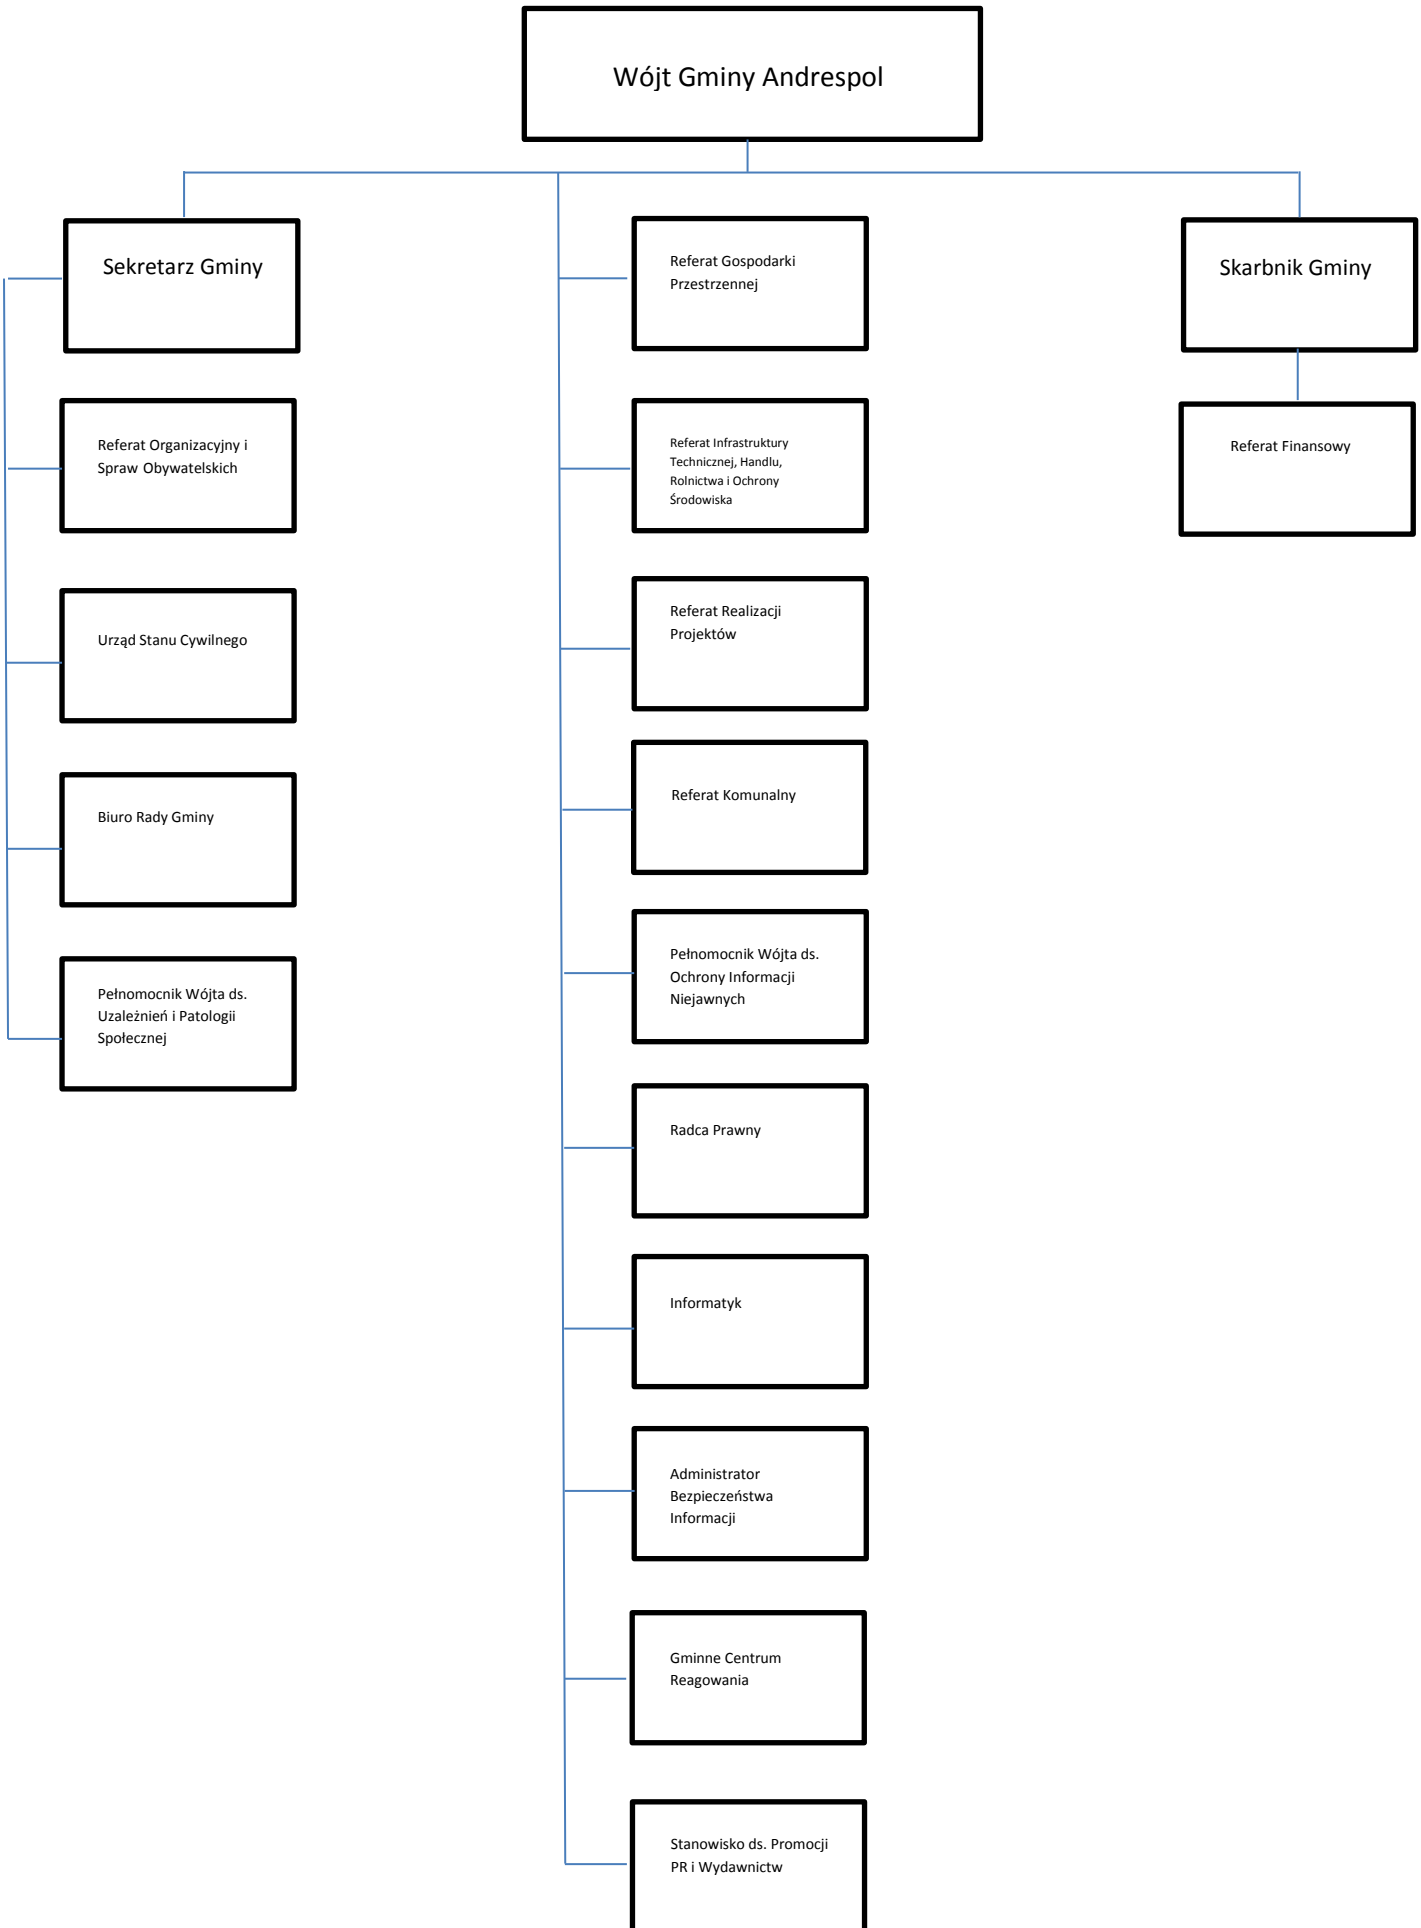 Wójt Gminy Andrespol
Sekretarz Gminy
Referat Organizacyjny i
Spraw Obywatelskich
Urząd Stanu Cywilnego
Biuro Rady Gminy
Pełnomocnik Wójta ds.
Uzależnień i Patologii
Społecznej
Referat Gospodarki
Przestrzennej
Referat Infrastruktury
Technicznej, Handlu,
Rolnictwa i Ochrony
Środowiska
Referat Realizacji
Projektów
Referat Komunalny
Pełnomocnik Wójta ds.
Ochrony Informacji
Niejawnych
Radca Prawny
Informatyk
Administrator
Bezpieczeństwa
Informacji
Gminne Centrum
Reagowania
Stanowisko ds. Promocji
PR i Wydawnictw
Skarbnik Gminy
Referat Finansowy